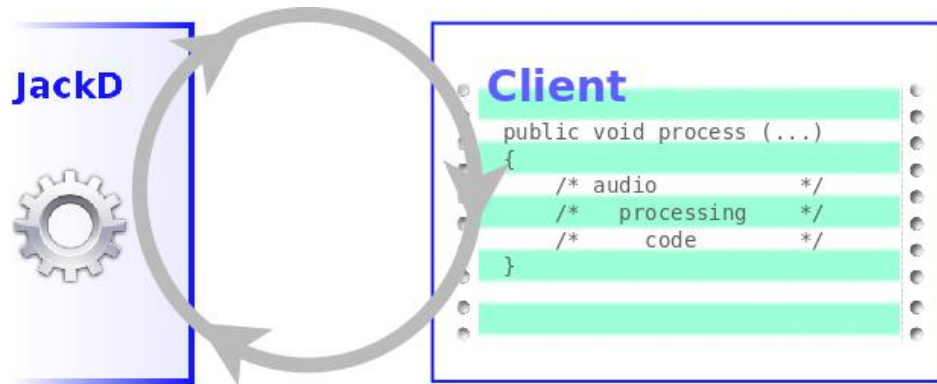 JackD
Client
public void process (...)
{
    /* audio           */
    /*   processing    */
    /*     code        */
}